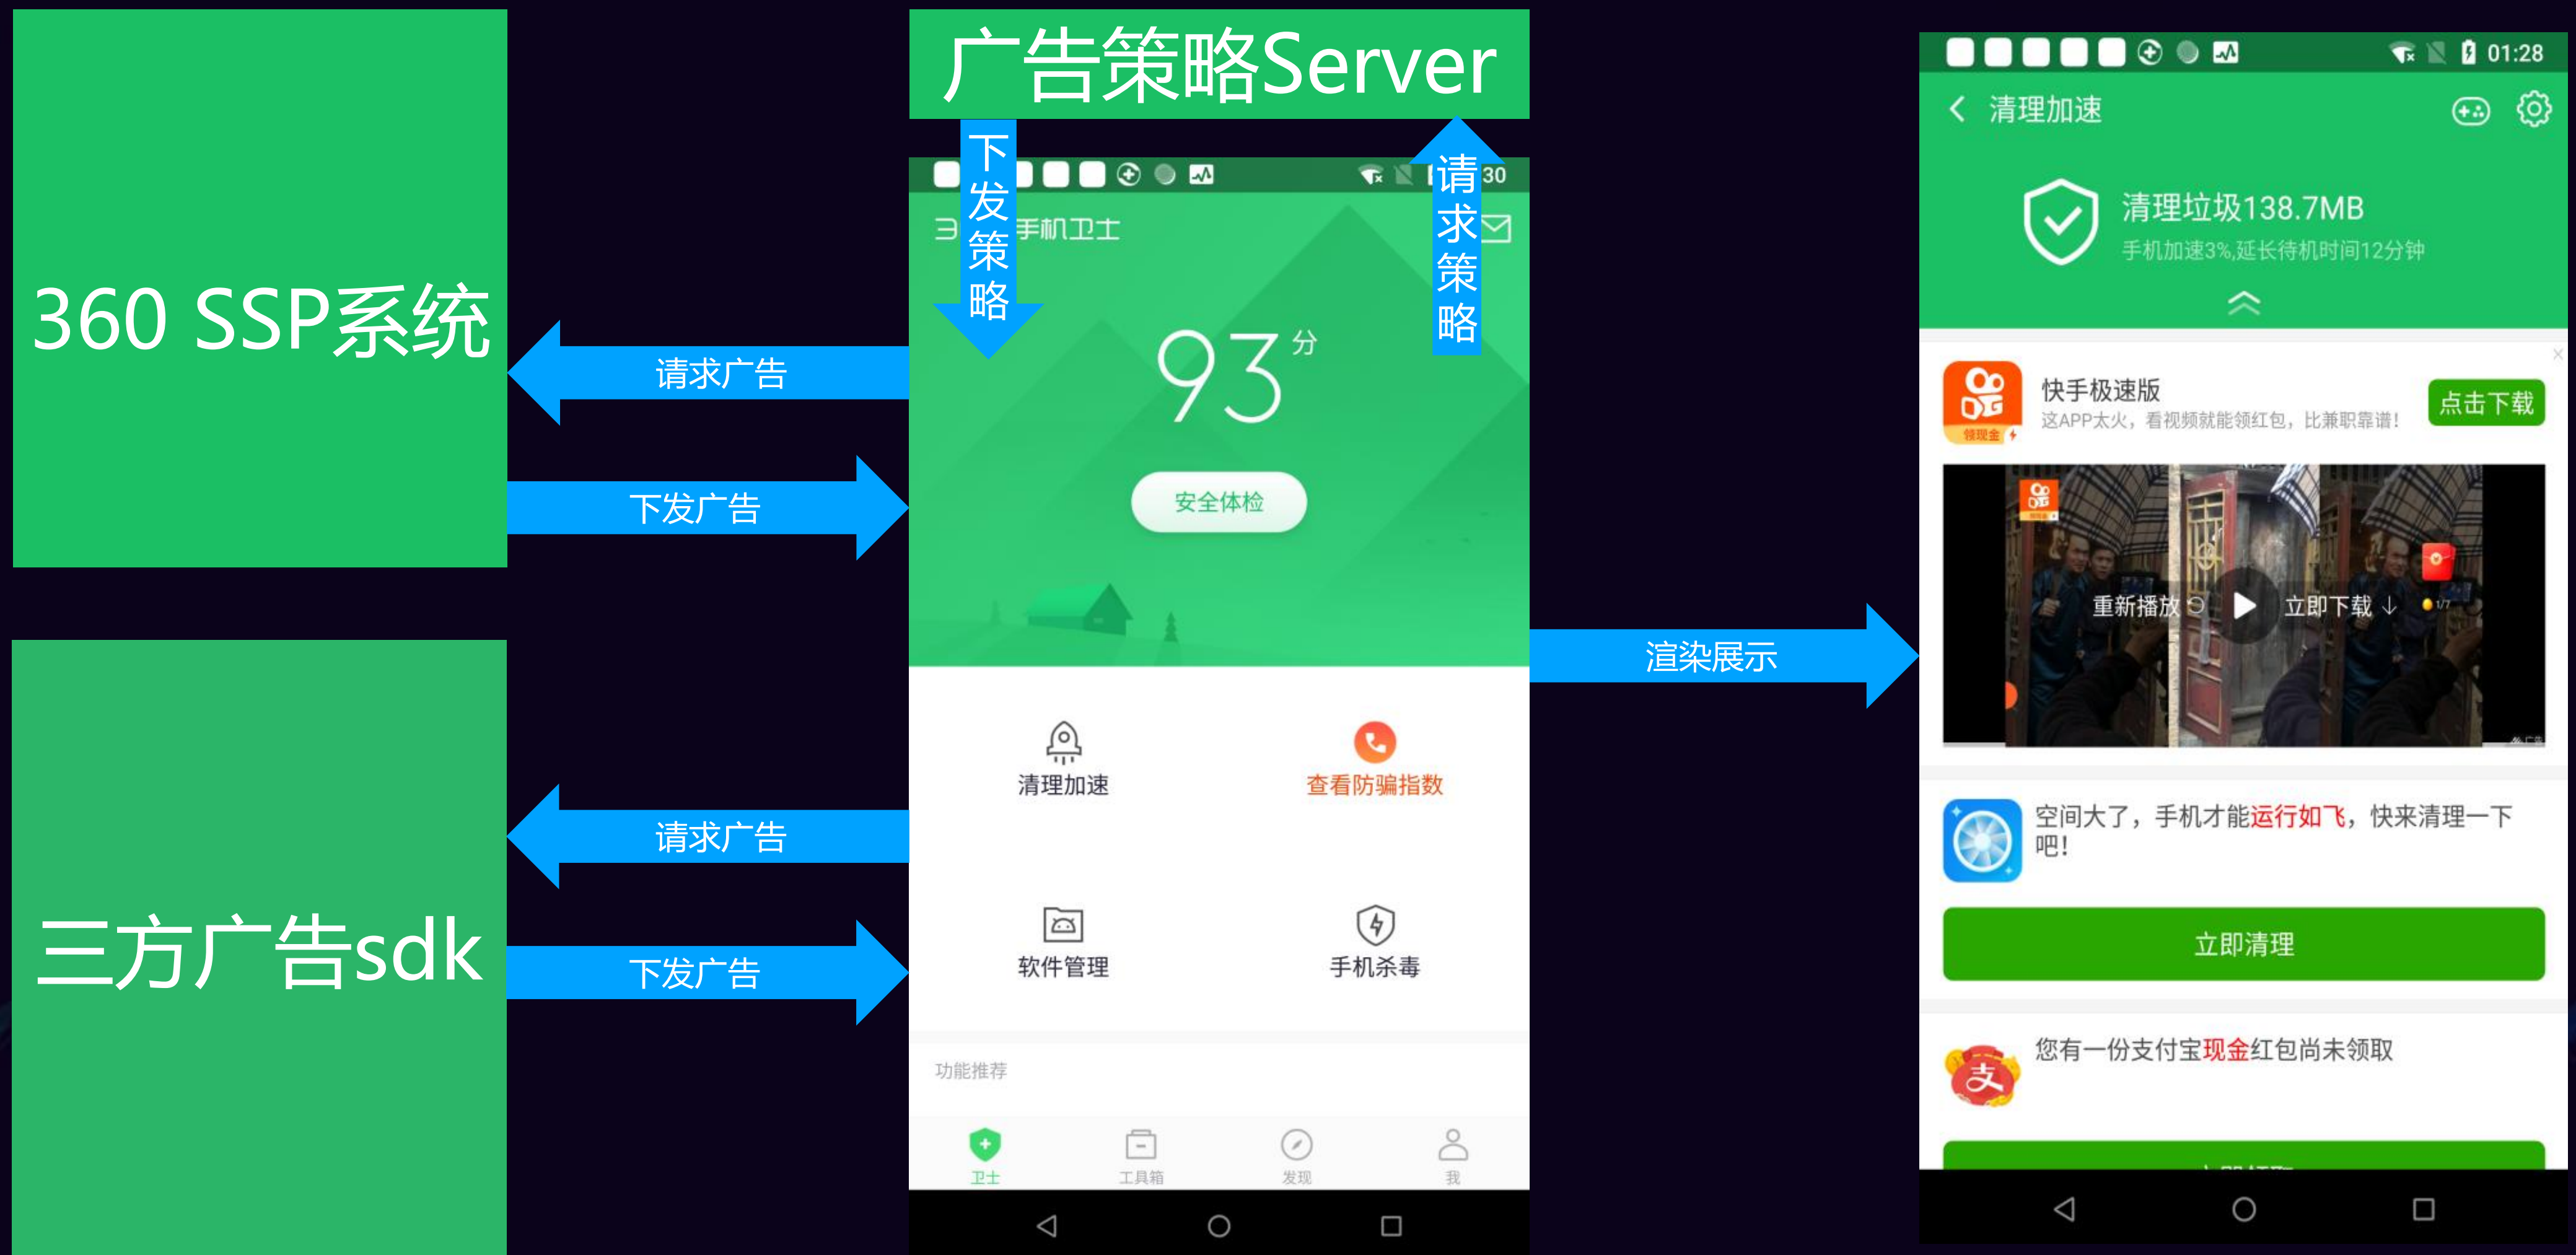 360 SSP系统
三方广告sdk
请求广告
下发广告
请求广告
下发广告
广告策略Server
下发策略
请求策略
30
手机卫士
93分
安全体检
清理加速
查看防骗指数
软件管理
手机杀毒
功能推荐
卫士
工具箱
发现
我
渲染展示
01:28
清理加速
清理垃圾138.7MB
手机加速3%,延长待机时间12分钟
快手极速版
这APP太火，看视频就能领红包，比兼职靠谱！
点击下载
领现金
重新播放
立即下载
1/7
广告
空间大了，手机才能运行如飞，快来清理一下
吧！
立即清理
支
您有一份支付宝现金红包尚未领取